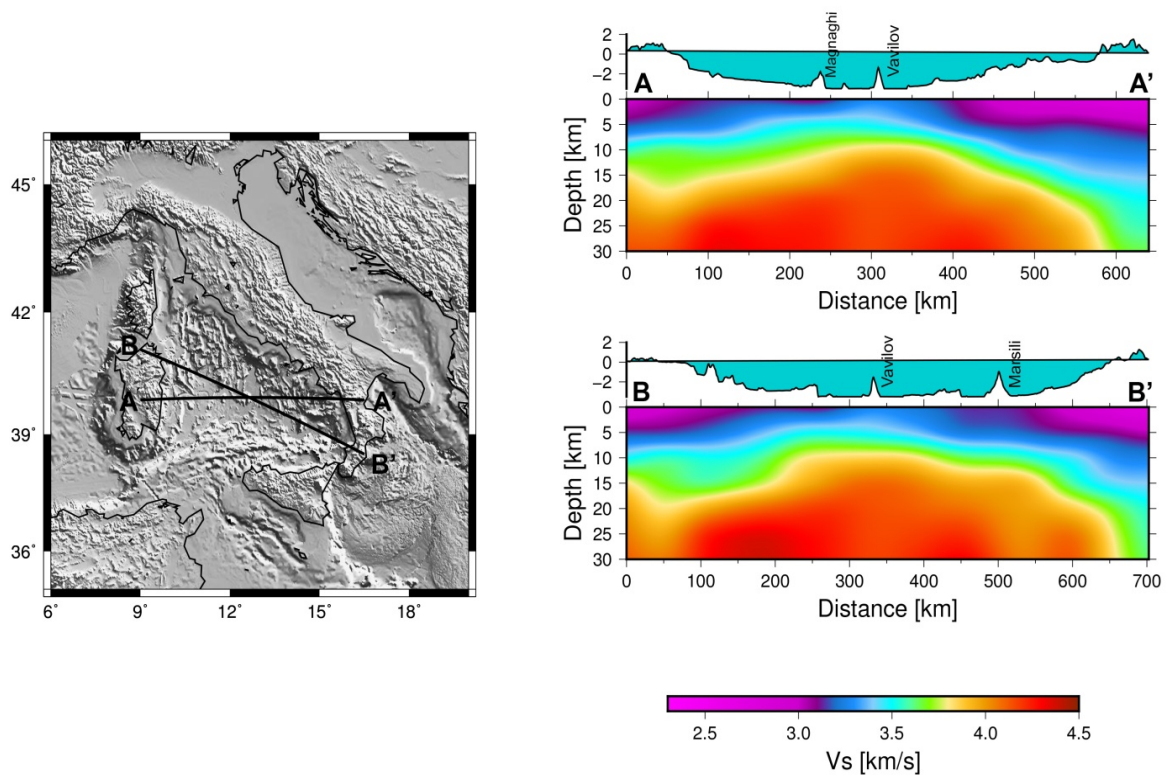 45˚
42˚
39˚
36˚
6˚ 9˚ 12˚ 15˚ 18˚
B
A A'
B'
2
0
−2
Magnaghi
Vavilov
A A'
0
5
10
15
20
25
30
Depth [km]
0 100 200 300 400 500 600
Distance [km]
2
0
−2
Vavilov
Marsili
B B'
0
5
10
15
20
25
30
Depth [km]
0 100 200 300 400 500 600 700
Distance [km]
2.5 3.0 3.5 4.0 4.5
Vs [km/s]